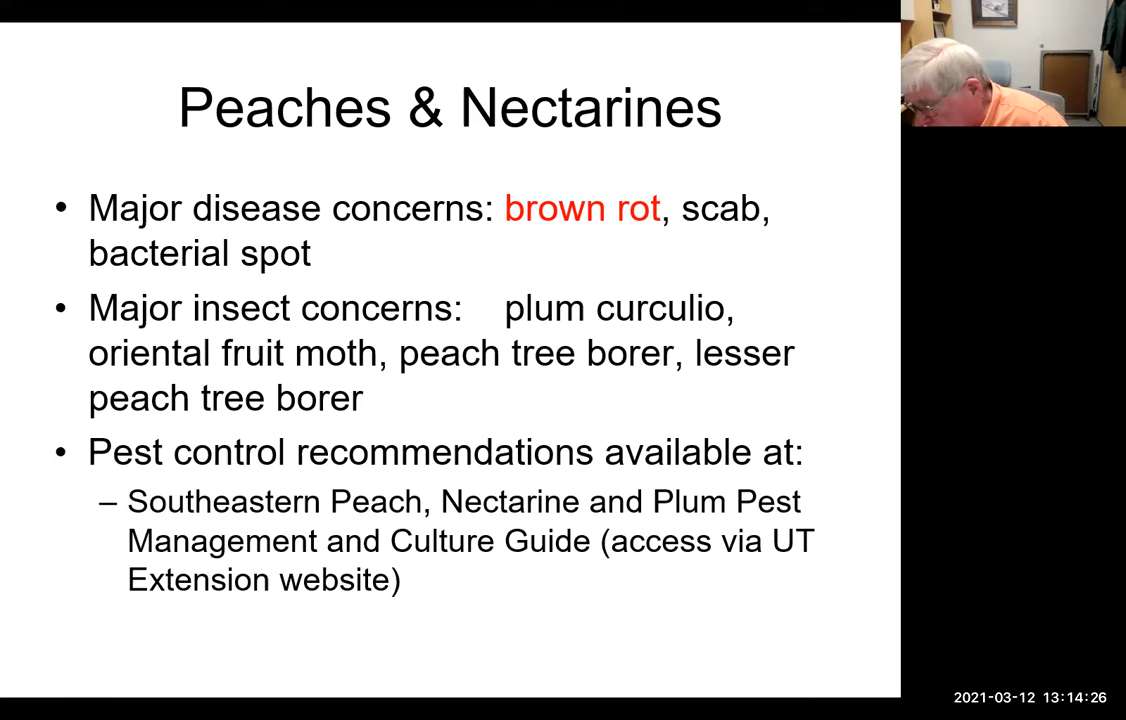 Peaches & Nectarines
• Major disease concerns: brown rot, scab,
bacterial spot
• Major insect concerns: plum curculio,
oriental fruit moth, peach tree borer, lesser
peach tree borer
• Pest control recommendations available at:
– Southeastern Peach, Nectarine and Plum Pest
Management and Culture Guide (access via UT
Extension website)
2021-03-12 13:14:26